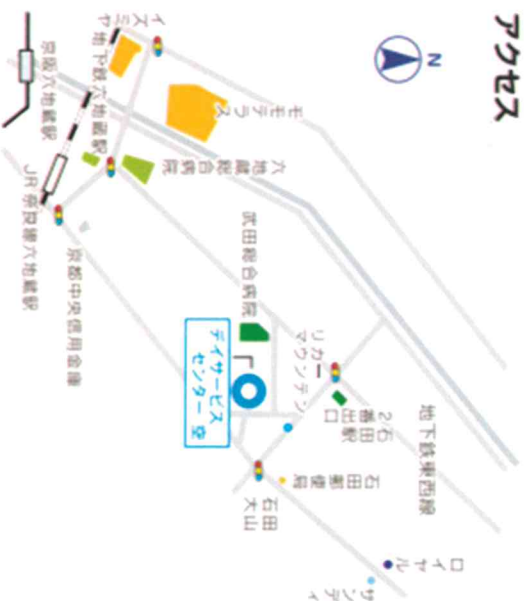 アクセス
N
イズミヤ
地下鉄六地蔵駅
京阪六地蔵駅
モモテラス
六地蔵総合病院
JR奈良線六地蔵駅
京都中央信用金庫
武田総合病院
デイサービス
センター 空
リカー
マウンテン
石田駅
2番出口
地下鉄東西線
石田郵便局
石田
大山
ロイヤル
サンディ